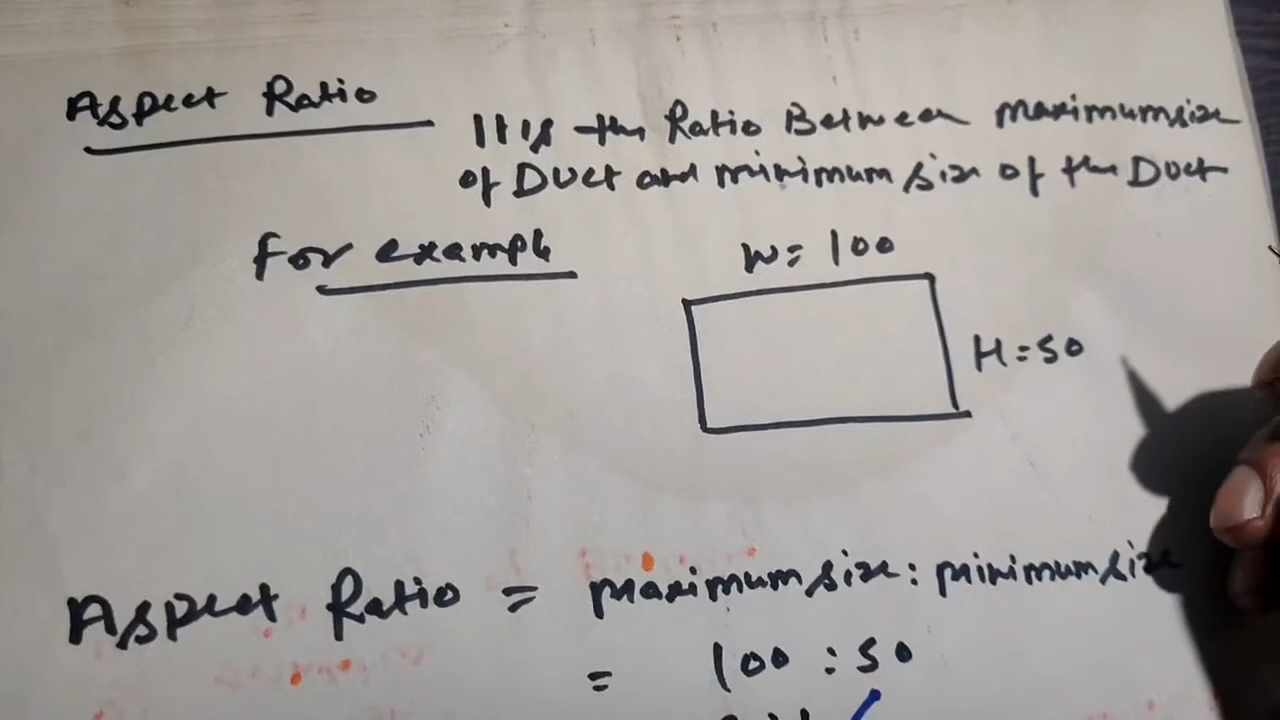 Aspect Ratio
It is the Ratio Between maximum size
of Duct and minimum size of the Duct
For example
W= 100
H=50
Aspect Ratio = maximum size: minimum size
= 100 :50